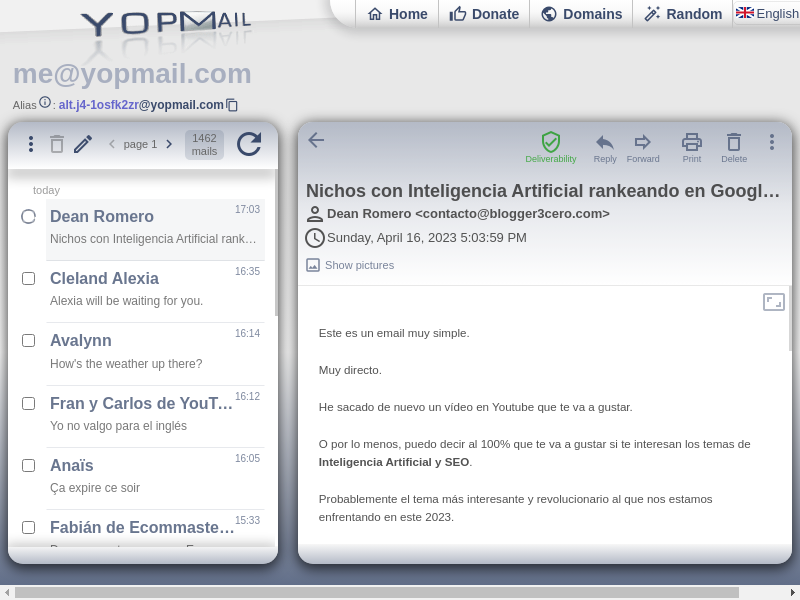 YOPMail
Home
Donate
Domains
Random
English
me@yopmail.com
Alias : alt.j4-1osfk2zr@yopmail.com
page 1
1462
mails
today
Dean Romero 17:03
Nichos con Inteligencia Artificial rank…
Cleland Alexia 16:35
Alexia will be waiting for you.
Avalynn 16:14
How's the weather up there?
Fran y Carlos de YouT… 16:12
Yo no valgo para el inglés
Anaïs 16:05
Ça expire ce soir
Fabián de Ecommaste… 15:33
Deliverability
Reply
Forward
Print
Delete
Nichos con Inteligencia Artificial rankeando en Googl…
Dean Romero <contacto@blogger3cero.com>
Sunday, April 16, 2023 5:03:59 PM
Show pictures
Este es un email muy simple.
Muy directo.
He sacado de nuevo un vídeo en Youtube que te va a gustar.
O por lo menos, puedo decir al 100% que te va a gustar si te interesan los temas de
Inteligencia Artificial y SEO.
Probablemente el tema más interesante y revolucionario al que nos estamos
enfrentando en este 2023.